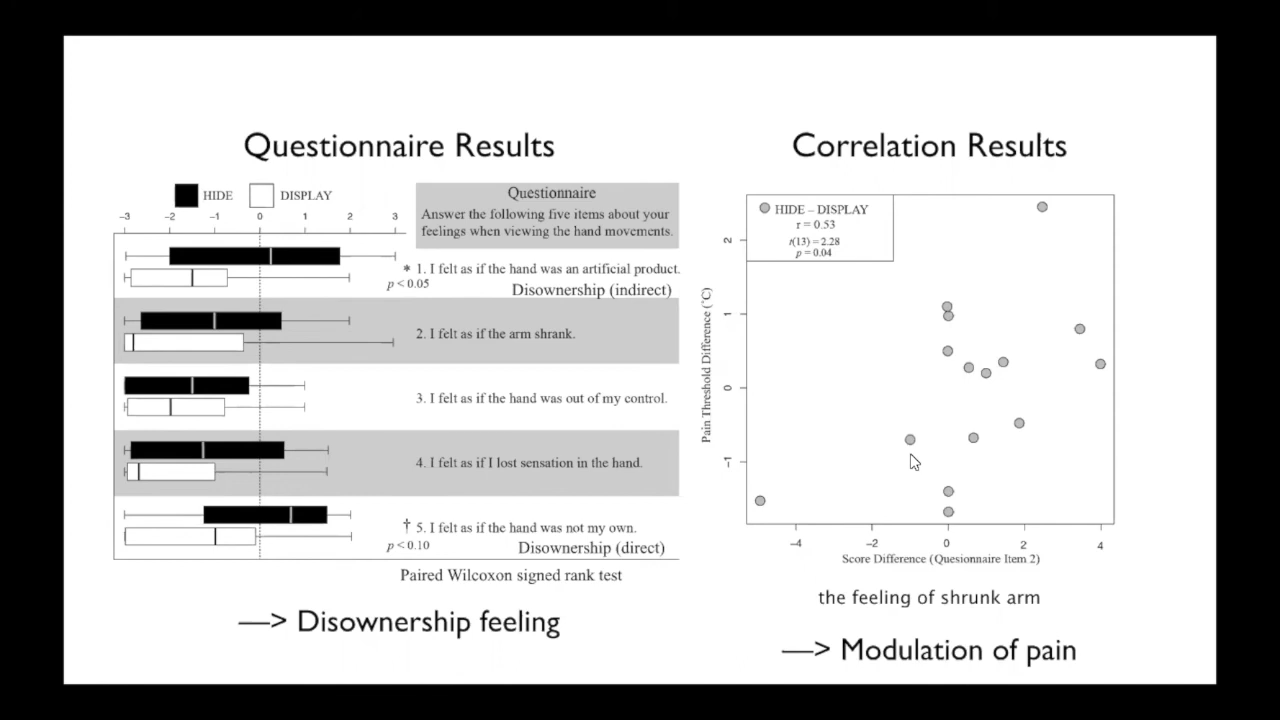 Questionnaire Results
HIDE DISPLAY
−3 −2 −1 0 1 2 3
Questionnaire
Answer the following five items about your
feelings when viewing the hand movements.
* 1. I felt as if the hand was an artificial product.
p < 0.05
Disownership (indirect)
2. I felt as if the arm shrank.
3. I felt as if the hand was out of my control.
4. I felt as if I lost sensation in the hand.
† 5. I felt as if the hand was not my own.
p < 0.10
Disownership (direct)
Paired Wilcoxon signed rank test
—> Disownership feeling
Correlation Results
HIDE – DISPLAY
r = 0.53
t(13) = 2.28
p = 0.04
Pain Threshold Difference (°C)
2
1
0
−1
−4 −2 0 2 4
Score Difference (Quesionnaire Item 2)
the feeling of shrunk arm
—> Modulation of pain